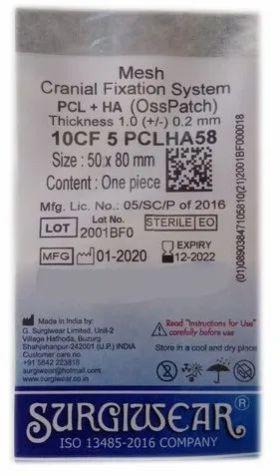 Mesh
Cranial Fixation System
PCL + HA (OssPatch)
Thickness 1.0 (+/-) 0.2 mm
10CF 5 PCLHA58
Size : 50 x 80 mm
Content : One piece
(01)08903847105810(21)2001BF000018
Mfg. Lic. No.: 05/SC/P of 2016
LOT Lot No. 2001BF0 STERILE EO
MFG 01-2020 EXPIRY 12-2022
Made in India by:
G. Surgiwear Limited, Unit-2
Village Hathoda, Buzurg
Shahjahanpur-242001 (U.P.) INDIA
Customer care no
+91 5842 223818
surgiwear@hotmail.com
www.surgiwear.co.in
Read "Instructions for Use"
carefully before use
Store in a cool and dry place
SURGIWEAR®
ISO 13485-2016 COMPANY